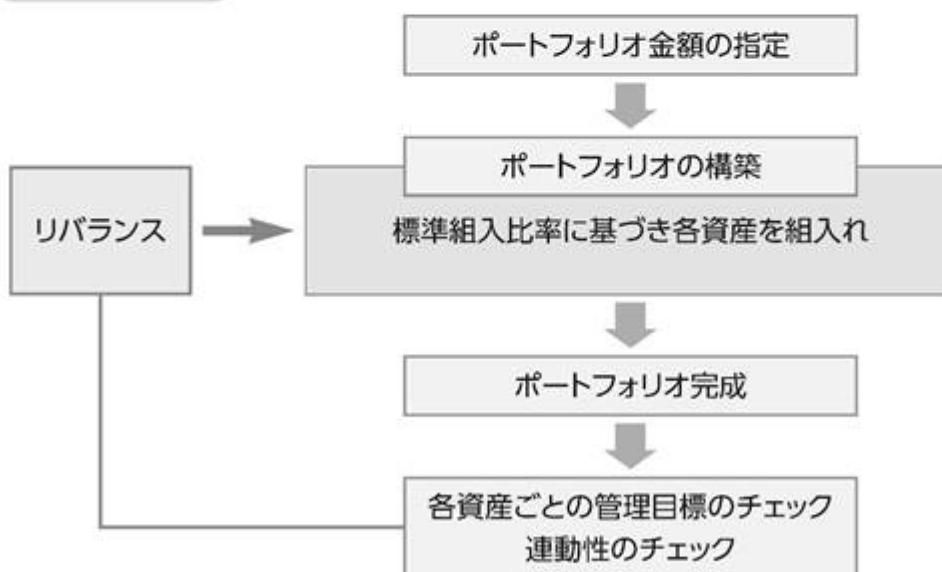 ポートフォリオ金額の指定
ポートフォリオの構築
リバランス
標準組入比率に基づき各資産を組入れ
ポートフォリオ完成
各資産ごとの管理目標のチェック
連動性のチェック